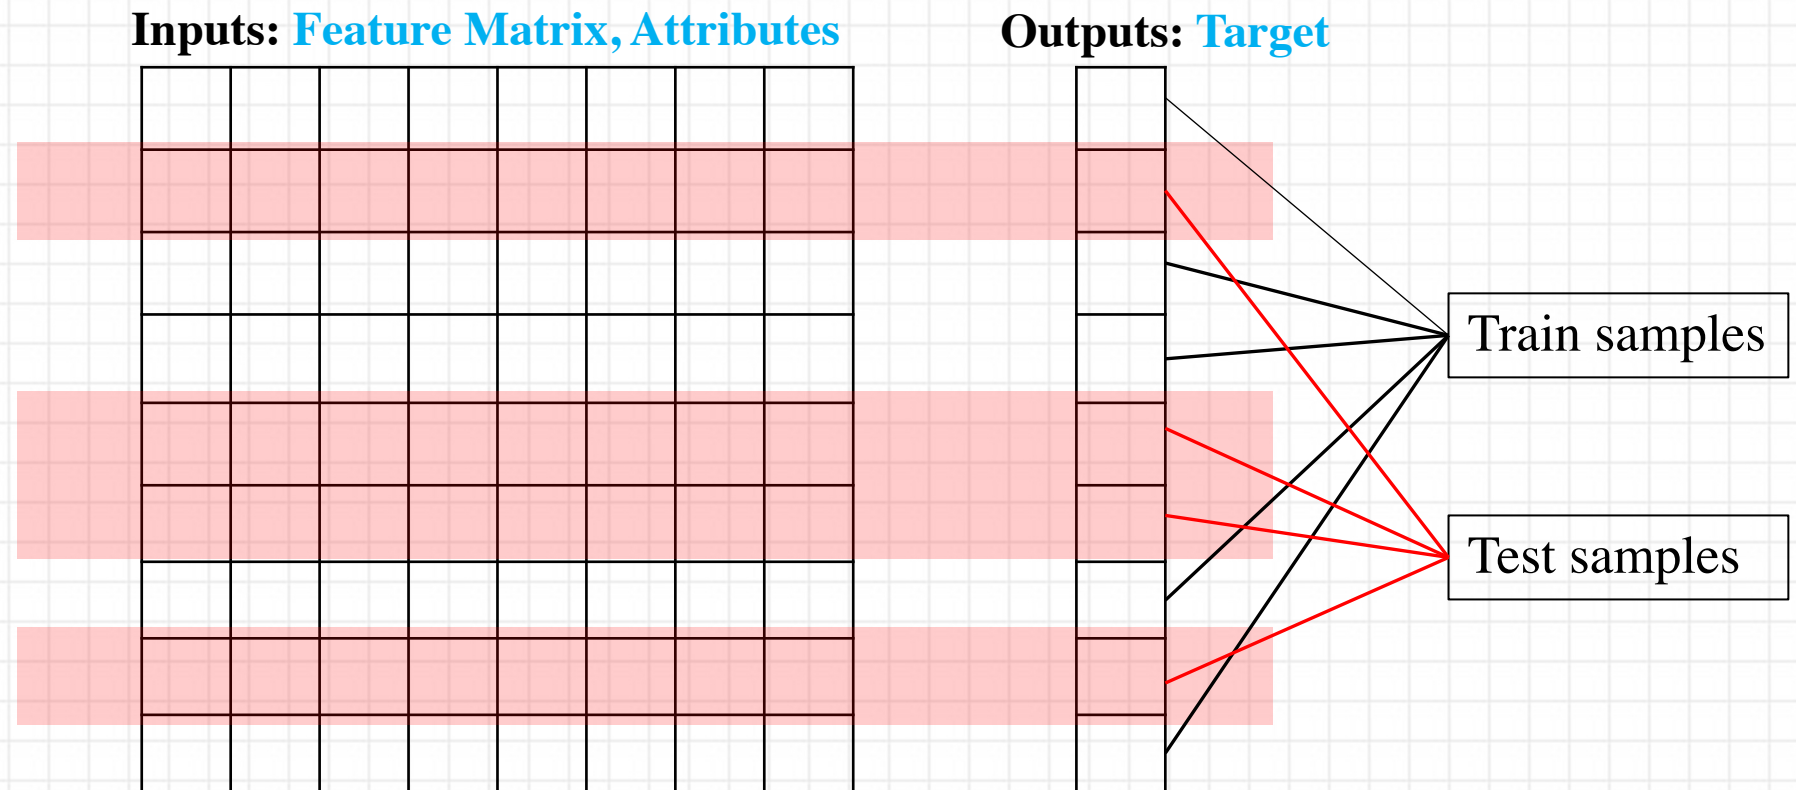 Inputs: Feature Matrix, Attributes
Outputs: Target
Train samples
Test samples